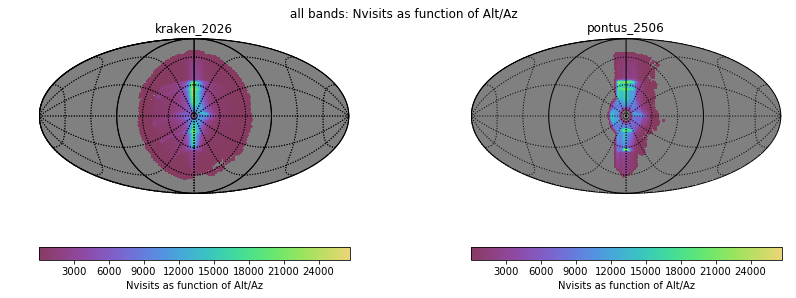 all bands: Nvisits as function of Alt/Az
kraken_2026
pontus_2506
3000 6000 9000 12000 15000 18000 21000 24000
Nvisits as function of Alt/Az
3000 6000 9000 12000 15000 18000 21000 24000
Nvisits as function of Alt/Az